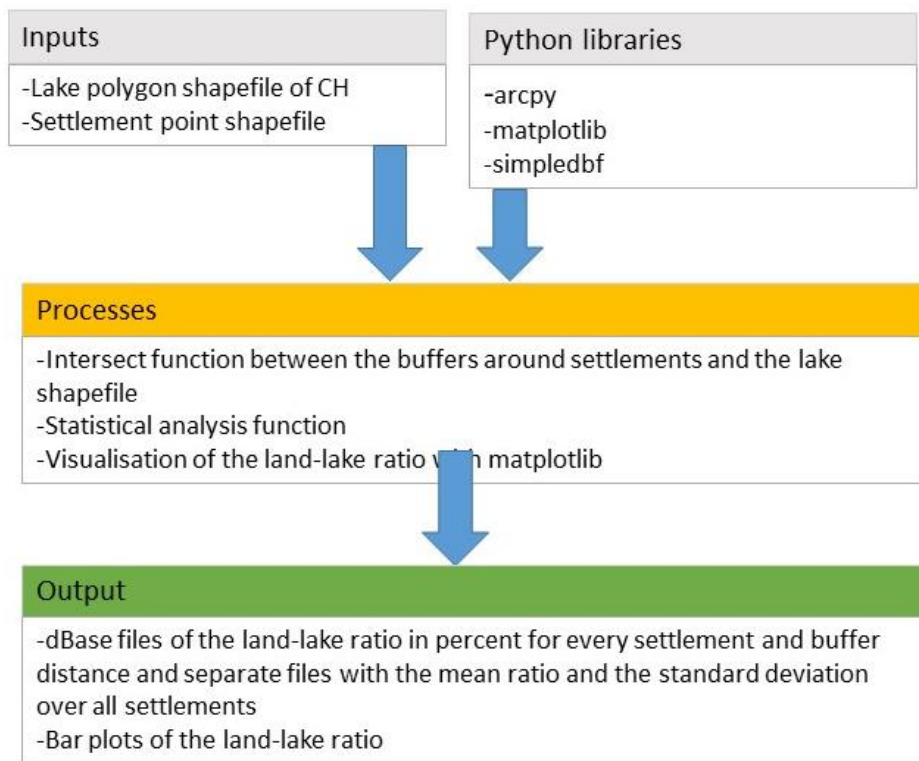 Inputs
-Lake polygon shapefile of CH
-Settlement point shapefile
Python libraries
-arcpy
-matplotlib
-simpledbf
Processes
-Intersect function between the buffers around settlements and the lake
shapefile
-Statistical analysis function
-Visualisation of the land-lake ratio with matplotlib
Output
-dBase files of the land-lake ratio in percent for every settlement and buffer
distance and separate files with the mean ratio and the standard deviation
over all settlements
-Bar plots of the land-lake ratio